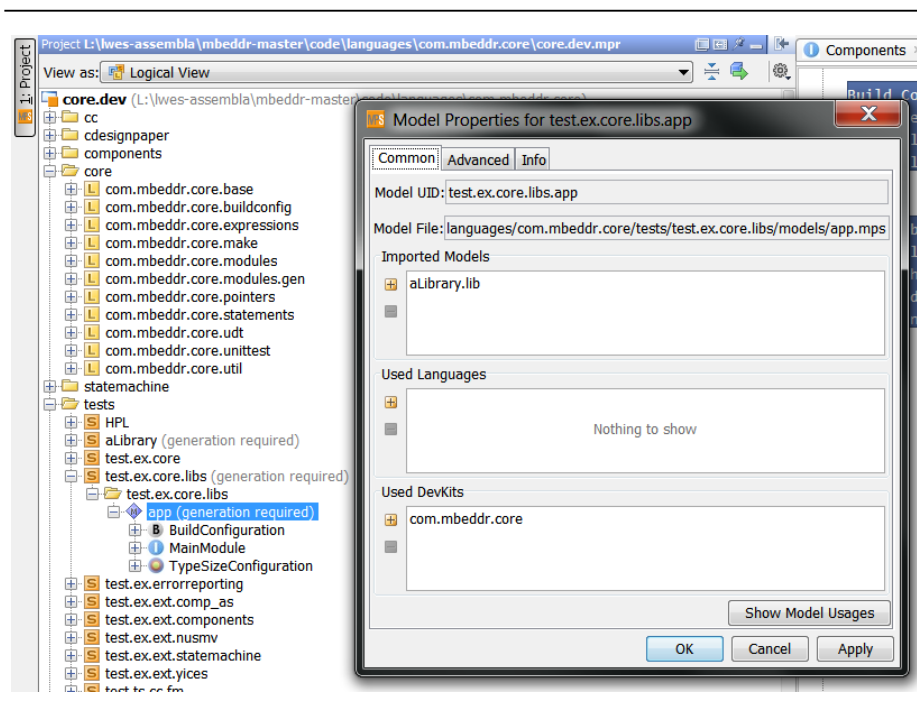 Project L:\lwes-assembla\mbeddr-master\code\languages\com.mbeddr.core\core.dev.mpr
1: Project
View as: Logical View
Components
core.dev (L:\lwes-assembla\mbeddr-master\code\languages\com.mbeddr.core)
Build Co
cc
cdesignpaper
components
core
com.mbeddr.core.base
com.mbeddr.core.buildconfig
com.mbeddr.core.expressions
com.mbeddr.core.make
com.mbeddr.core.modules
com.mbeddr.core.modules.gen
com.mbeddr.core.pointers
com.mbeddr.core.statements
com.mbeddr.core.udt
com.mbeddr.core.unittest
com.mbeddr.core.util
statemachine
tests
HPL
aLibrary (generation required)
test.ex.core
test.ex.core.libs (generation required)
test.ex.core.libs
app (generation required)
BuildConfiguration
MainModule
TypeSizeConfiguration
test.ex.errorreporting
test.ex.ext.comp_as
test.ex.ext.components
test.ex.ext.nusmv
test.ex.ext.statemachine
test.ex.ext.yices
test.ts.cc.fm
Model Properties for test.ex.core.libs.app
Common Advanced Info
Model UID: test.ex.core.libs.app
Model File: languages/com.mbeddr.core/tests/test.ex.core.libs/models/app.mps
Imported Models
aLibrary.lib
Used Languages
Nothing to show
Used DevKits
com.mbeddr.core
Show Model Usages
OK Cancel Apply